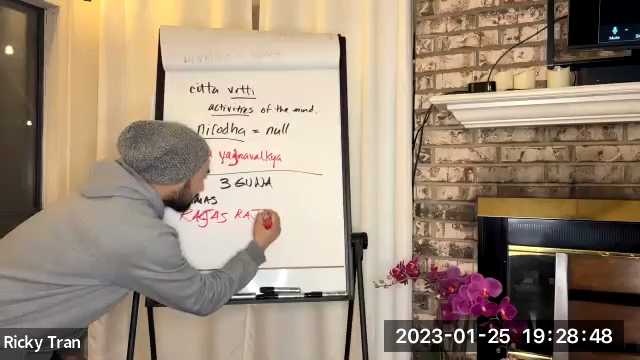 citta vrtti
activities of the mind.
nirodha = null
yagnavalkya
3 GUNA
MAS
RAJAS RAJ
Ricky Tran
2023-01-25 19:28:48